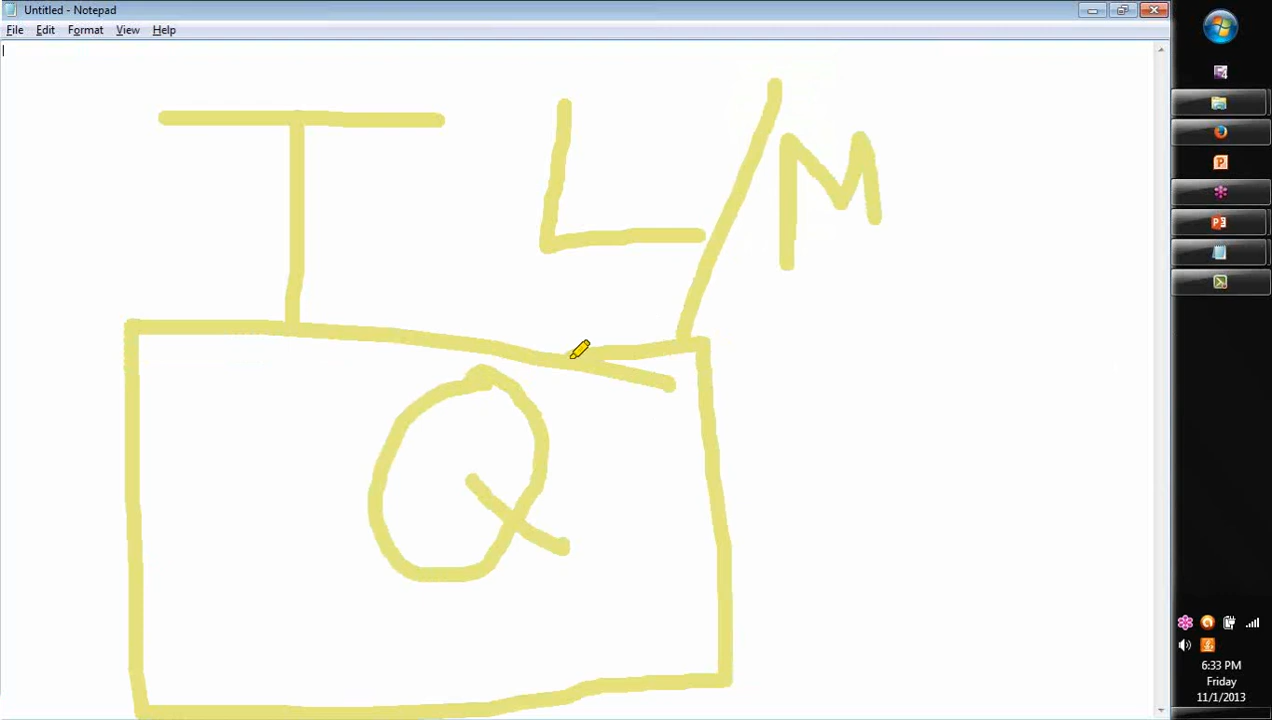 Untitled - Notepad
File Edit Format View Help
T L / M
Q
6:33 PM
Friday
11/1/2013